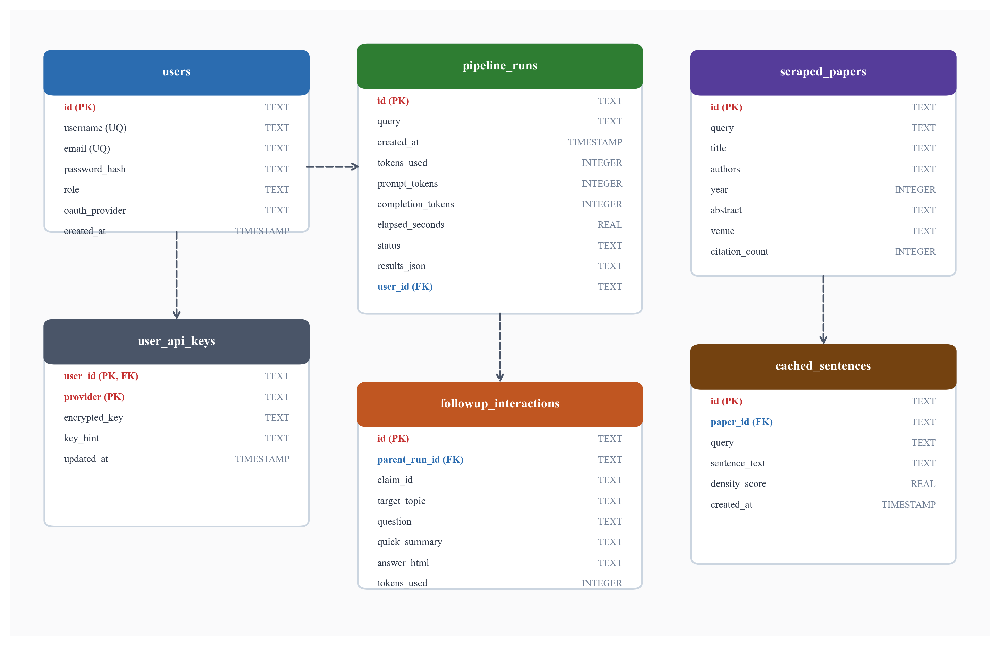 users
id (PK) TEXT
username (UQ) TEXT
email (UQ) TEXT
password_hash TEXT
role TEXT
oauth_provider TEXT
created_at TIMESTAMP
pipeline_runs
id (PK) TEXT
query TEXT
created_at TIMESTAMP
tokens_used INTEGER
prompt_tokens INTEGER
completion_tokens INTEGER
elapsed_seconds REAL
status TEXT
results_json TEXT
user_id (FK) TEXT
scraped_papers
id (PK) TEXT
query TEXT
title TEXT
authors TEXT
year INTEGER
abstract TEXT
venue TEXT
citation_count INTEGER
user_api_keys
user_id (PK, FK) TEXT
provider (PK) TEXT
encrypted_key TEXT
key_hint TEXT
updated_at TIMESTAMP
followup_interactions
id (PK) TEXT
parent_run_id (FK) TEXT
claim_id TEXT
target_topic TEXT
question TEXT
quick_summary TEXT
answer_html TEXT
tokens_used INTEGER
cached_sentences
id (PK) TEXT
paper_id (FK) TEXT
query TEXT
sentence_text TEXT
density_score REAL
created_at TIMESTAMP